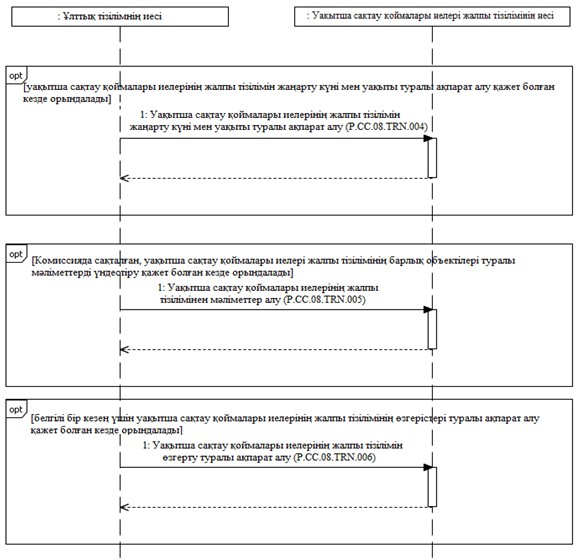 : Ұлттық тізілімнің иесі
: Уақытша сақтау қоймалары иелері жалпы тізілімінің иесі
opt
[уақытша сақтау қоймалары иелерінің жалпы тізілімін жаңарту күні мен уақыты туралы ақпарат алу қажет болған
кезде орындалады]
1: Уақытша сақтау қоймалары иелерінің жалпы тізілімін
жаңарту күні мен уақыты туралы ақпарат алу (P.CC.08.TRN.004)
opt
[Комиссияда сақталған, уақытша сақтау қоймалары иелері жалпы тізілімінің барлық объектілері туралы
мәліметтерді үндестіру қажет болған кезде орындалады]
1: Уақытша сақтау қоймалары иелерінің жалпы
тізілімінен мәліметтер алу (P.CC.08.TRN.005)
opt
[белгілі бір кезең үшін уақытша сақтау қоймалары иелерінің жалпы тізілімінің өзгерістері туралы ақпарат алу
қажет болған кезде орындалады]
1: Уақытша сақтау қоймалары иелерінің жалпы тізілімін
өзгерту туралы ақпарат алу (P.CC.08.TRN.006)